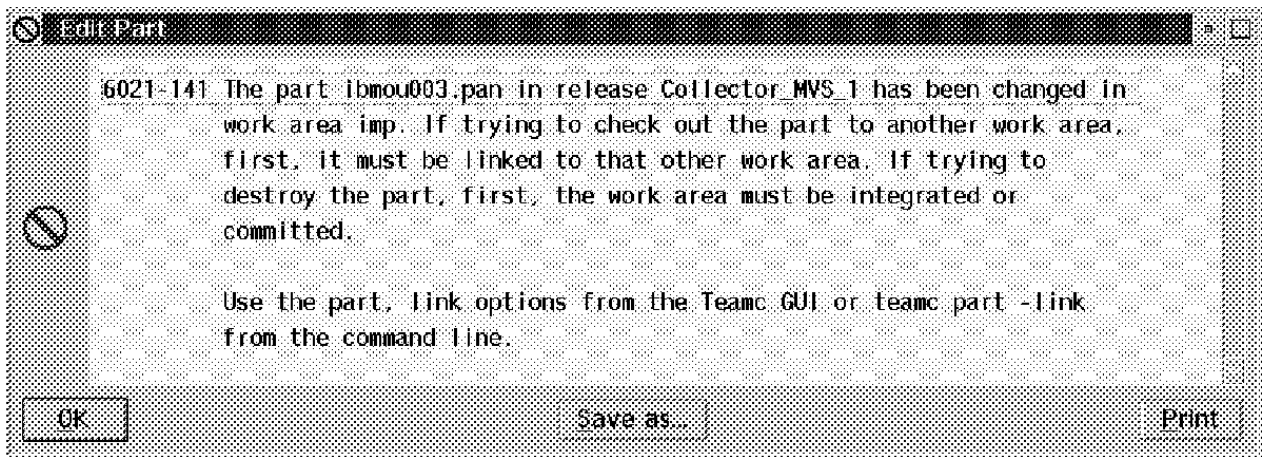 Edit Part
6021-141 The part ibmou003.pan in release Collector_MVS_1 has been changed in
work area imp. If trying to check out the part to another work area,
first, it must be linked to that other work area. If trying to
destroy the part, first, the work area must be integrated or
committed.
Use the part, link options from the Teamc GUI or teamc part -link
from the command line.
OK Save as... Print